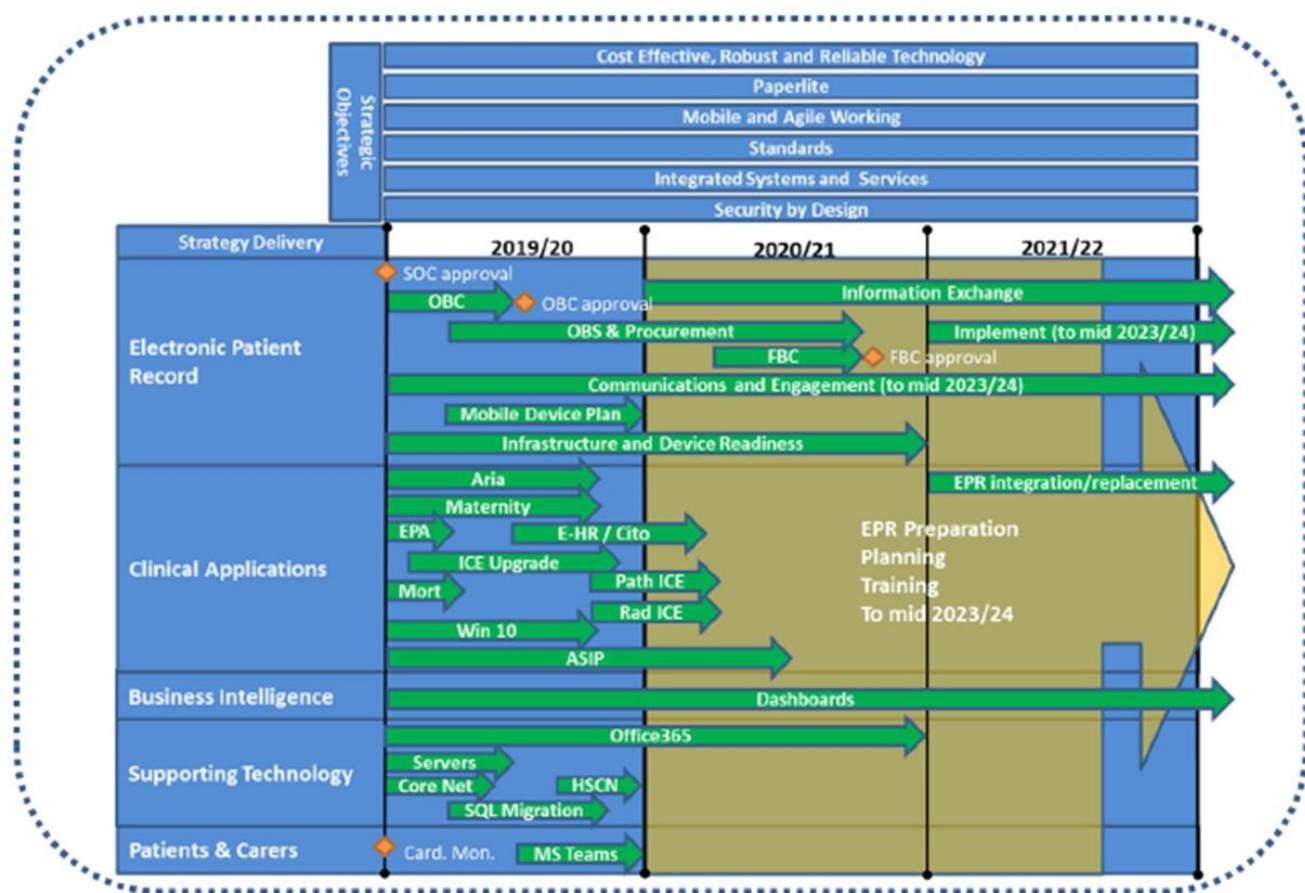 Strategic
Objectives
Cost Effective, Robust and Reliable Technology
Paperlite
Mobile and Agile Working
Standards
Integrated Systems and Services
Security by Design
Strategy Delivery
2019/20
2020/21
2021/22
Electronic Patient
Record
SOC approval
OBC
OBC approval
Information Exchange
OBS & Procurement
Implement (to mid 2023/24)
FBC
FBC approval
Communications and Engagement (to mid 2023/24)
Mobile Device Plan
Infrastructure and Device Readiness
Clinical Applications
Aria
EPR integration/replacement
Maternity
EPA
E-HR / Cito
ICE Upgrade
Path ICE
Mort
Rad ICE
Win 10
ASIP
EPR Preparation
Planning
Training
To mid 2023/24
Business Intelligence
Dashboards
Supporting Technology
Office365
Servers
Core Net
HSCN
SQL Migration
Patients & Carers
Card. Mon.
MS Teams